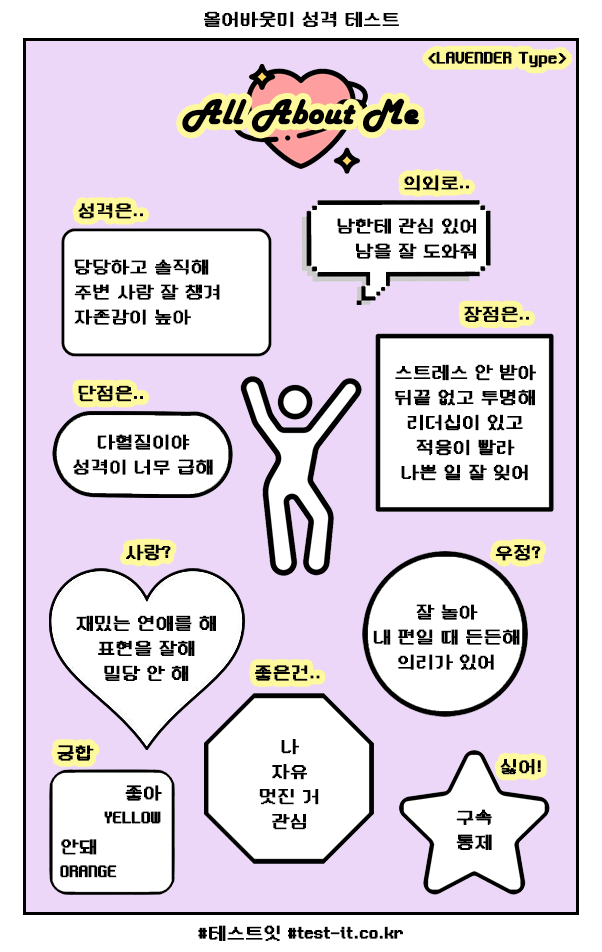 올어바웃미 성격 테스트
<LAVENDER Type>
All About Me
성격은..
당당하고 솔직해
주변 사람 잘 챙겨
자존감이 높아
의외로..
남한테 관심 있어
남을 잘 도와줘
장점은..
스트레스 안 받아
뒤끝 없고 투명해
리더십이 있고
적응이 빨라
나쁜 일 잘 잊어
단점은..
다혈질이야
성격이 너무 급해
사랑?
재밌는 연애를 해
표현을 잘해
밀당 안 해
우정?
잘 놀아
내 편일 때 든든해
의리가 있어
좋은건..
나
자유
멋진 거
관심
궁합
좋아
YELLOW
안돼
ORANGE
싫어!
구속
통제
#테스트잇 #test-it.co.kr